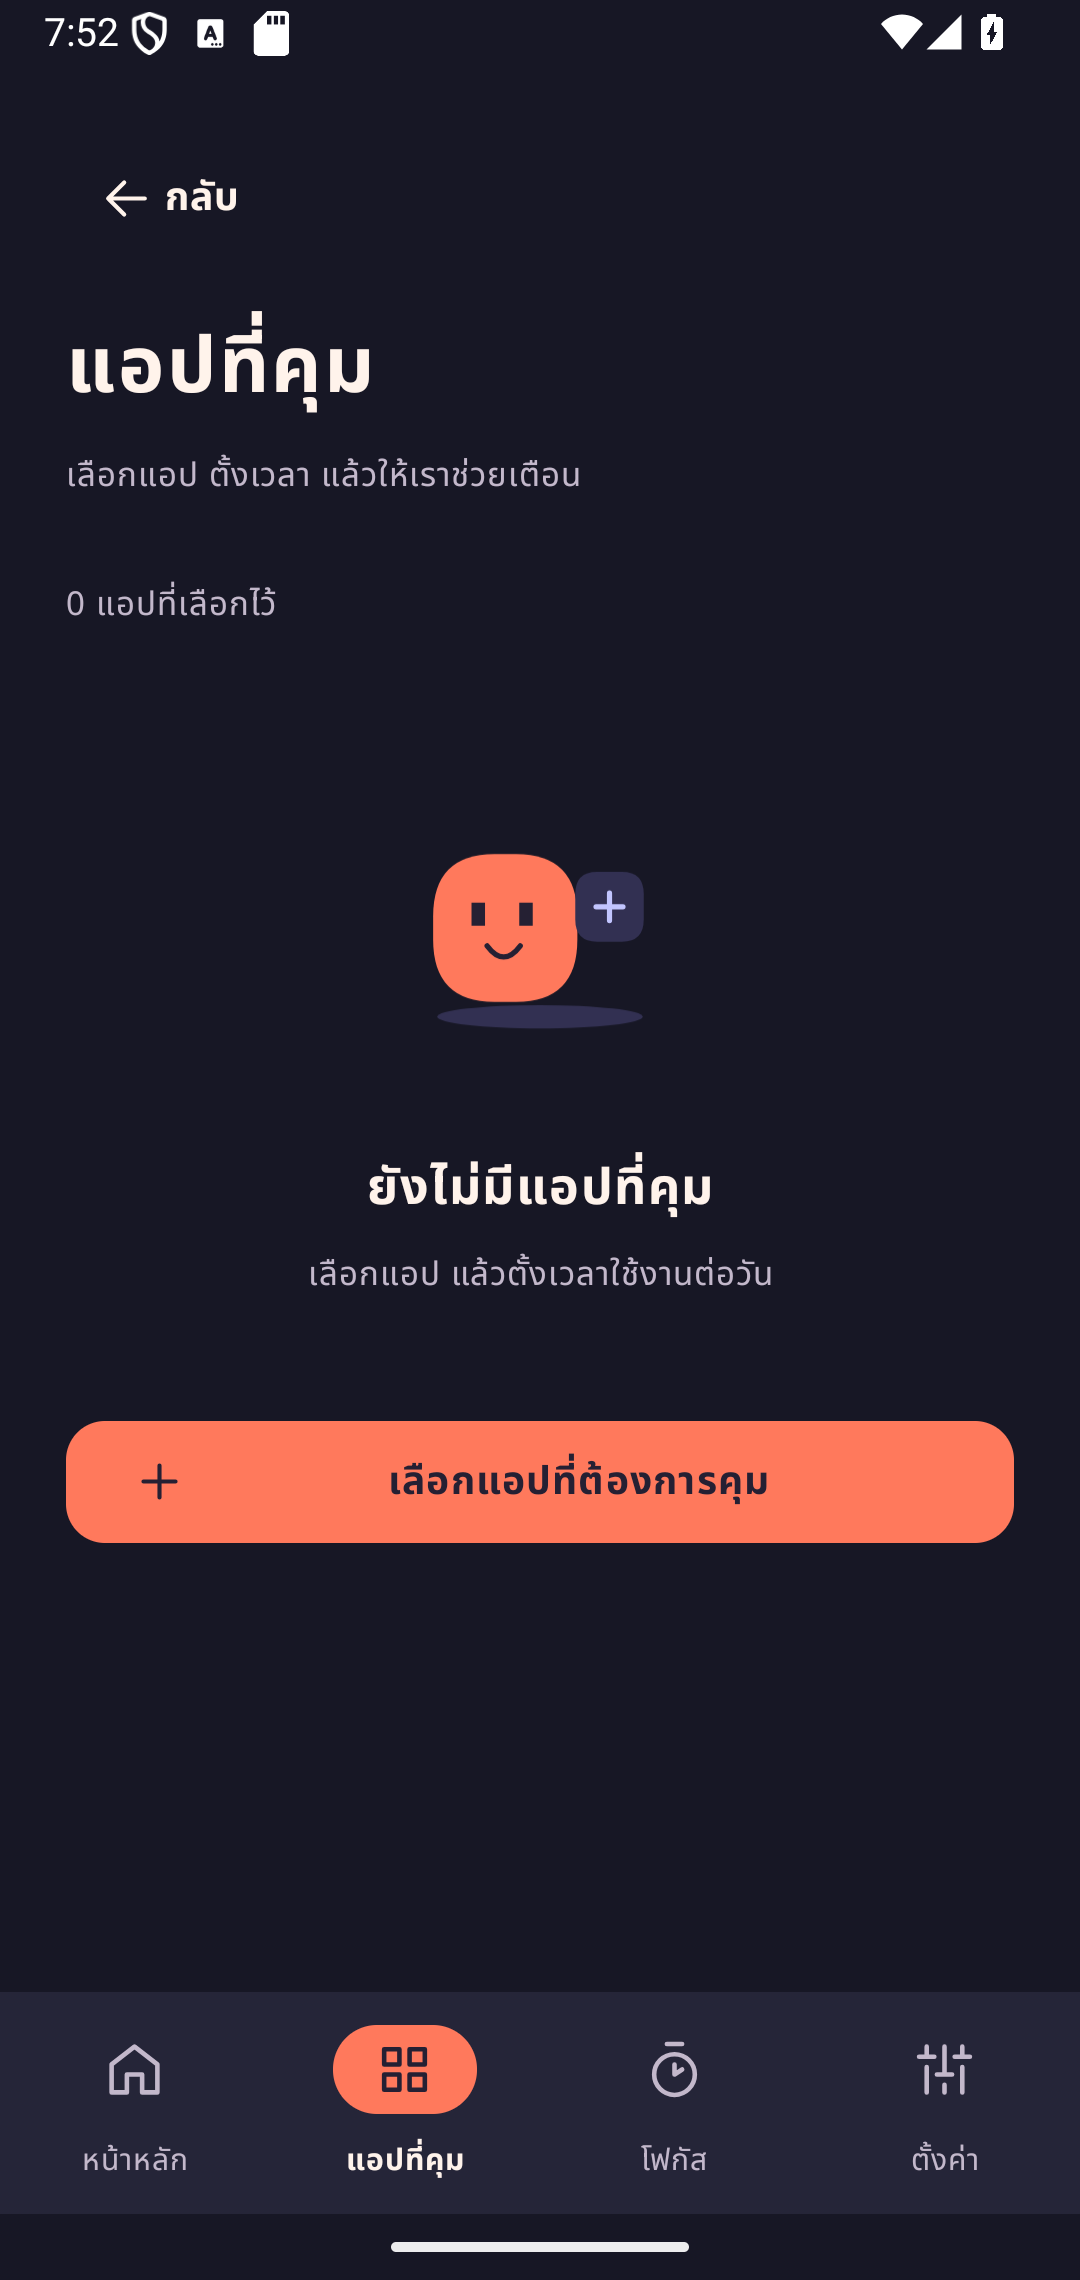 7:52
กลับ
แอปที่คุม
เลือกแอป ตั้งเวลา แล้วให้เราช่วยเตือน
0 แอปที่เลือกไว้
ยังไม่มีแอปที่คุม
เลือกแอป แล้วตั้งเวลาใช้งานต่อวัน
เลือกแอปที่ต้องการคุม
หน้าหลัก
แอปที่คุม
โฟกัส
ตั้งค่า